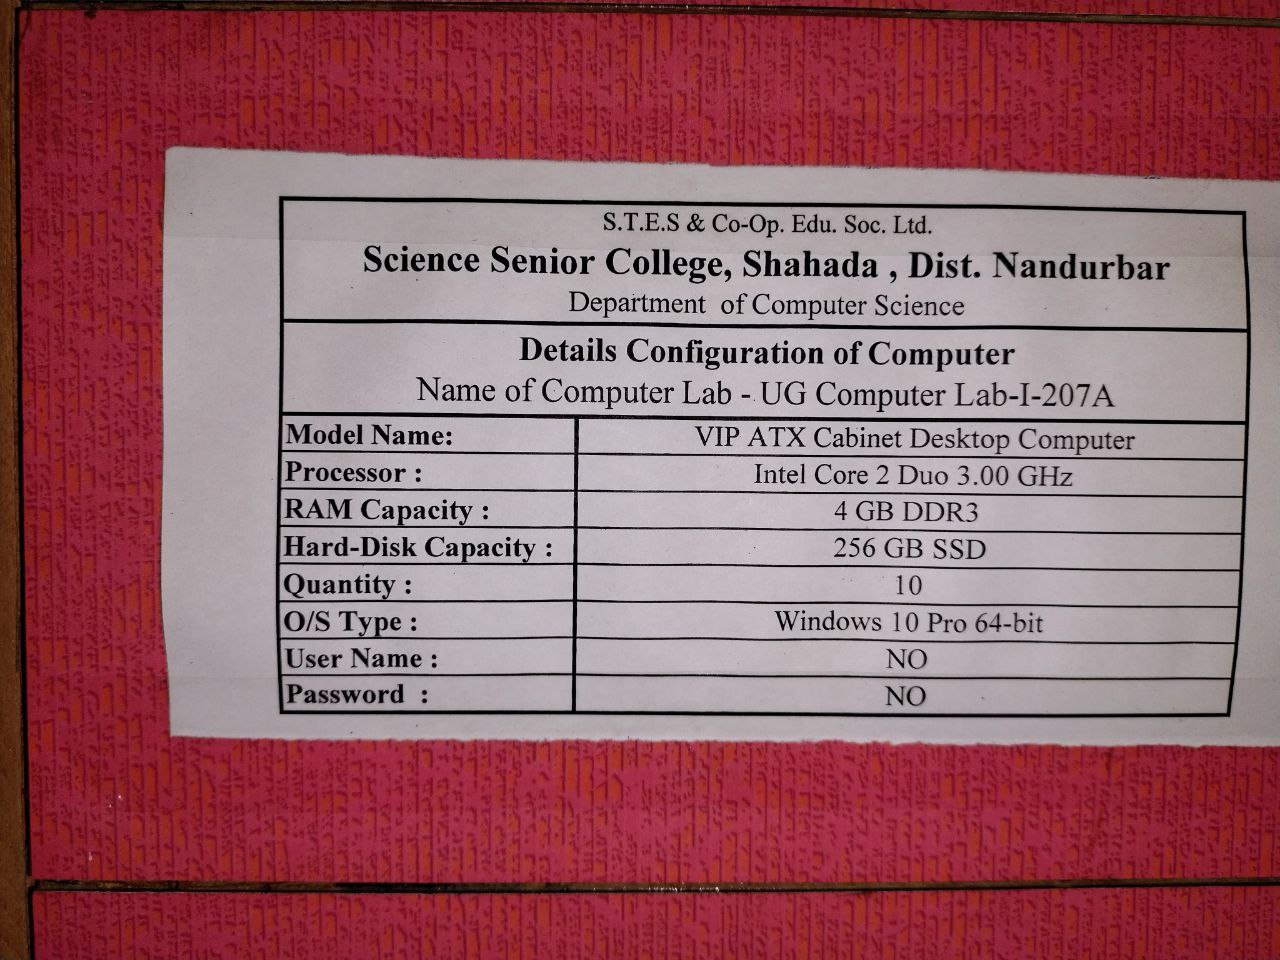 S.T.E.S & Co-Op. Edu. Soc. Ltd.
Science Senior College, Shahada , Dist. Nandurbar
Department of Computer Science
Details Configuration of Computer
Name of Computer Lab - UG Computer Lab-I-207A
Model Name: VIP ATX Cabinet Desktop Computer
Processor : Intel Core 2 Duo 3.00 GHz
RAM Capacity : 4 GB DDR3
Hard-Disk Capacity : 256 GB SSD
Quantity : 10
O/S Type : Windows 10 Pro 64-bit
User Name : NO
Password : NO